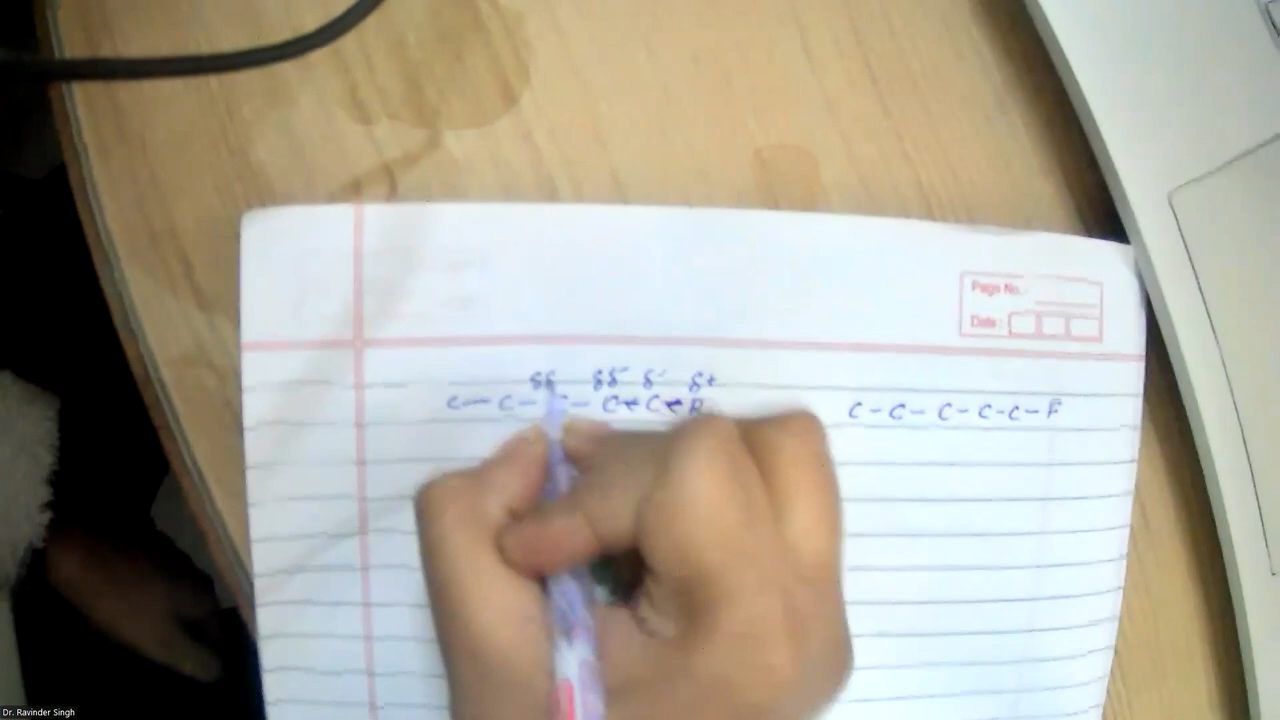 Page No.
Date:
δδ δδ⁻ δ⁻ δ+
C–C–C–C←C←R
C–C–C–C–C–F
Dr. Ravinder Singh